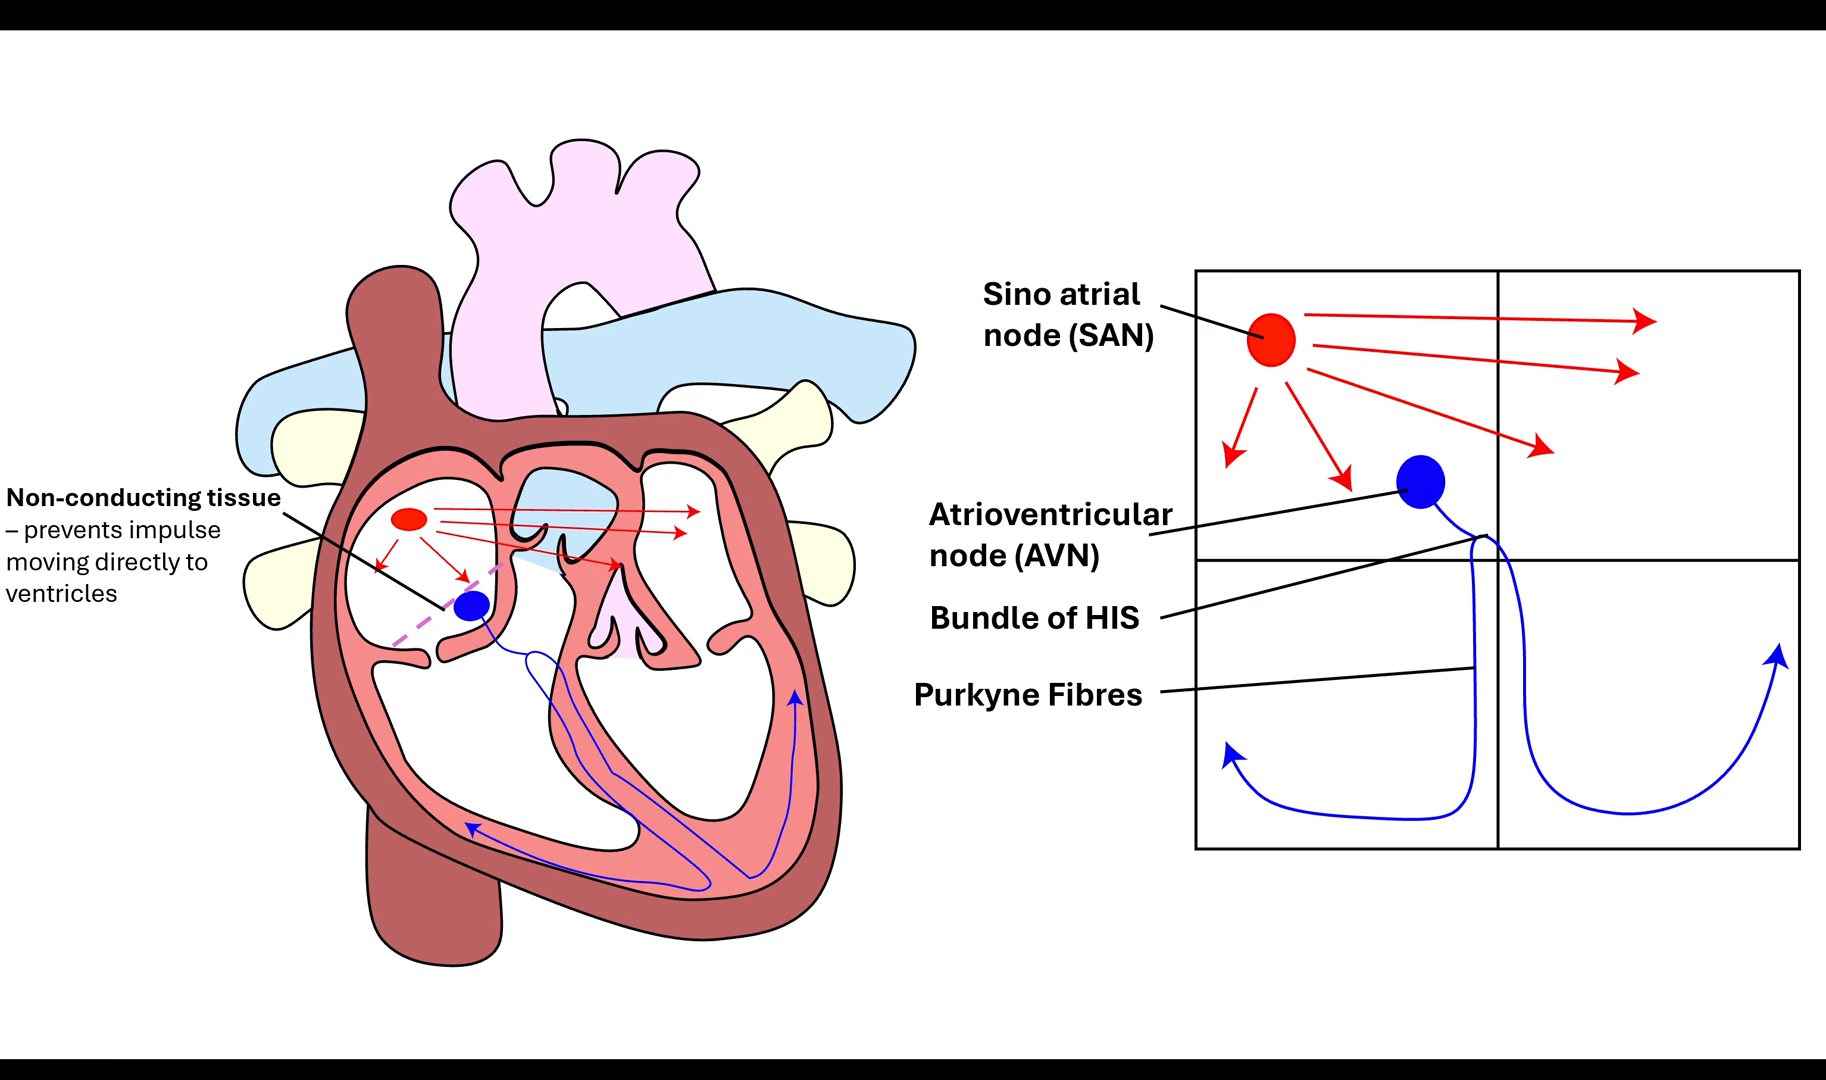 Non-conducting tissue
– prevents impulse
moving directly to
ventricles
Sino atrial
node (SAN)
Atrioventricular
node (AVN)
Bundle of HIS
Purkyne Fibres